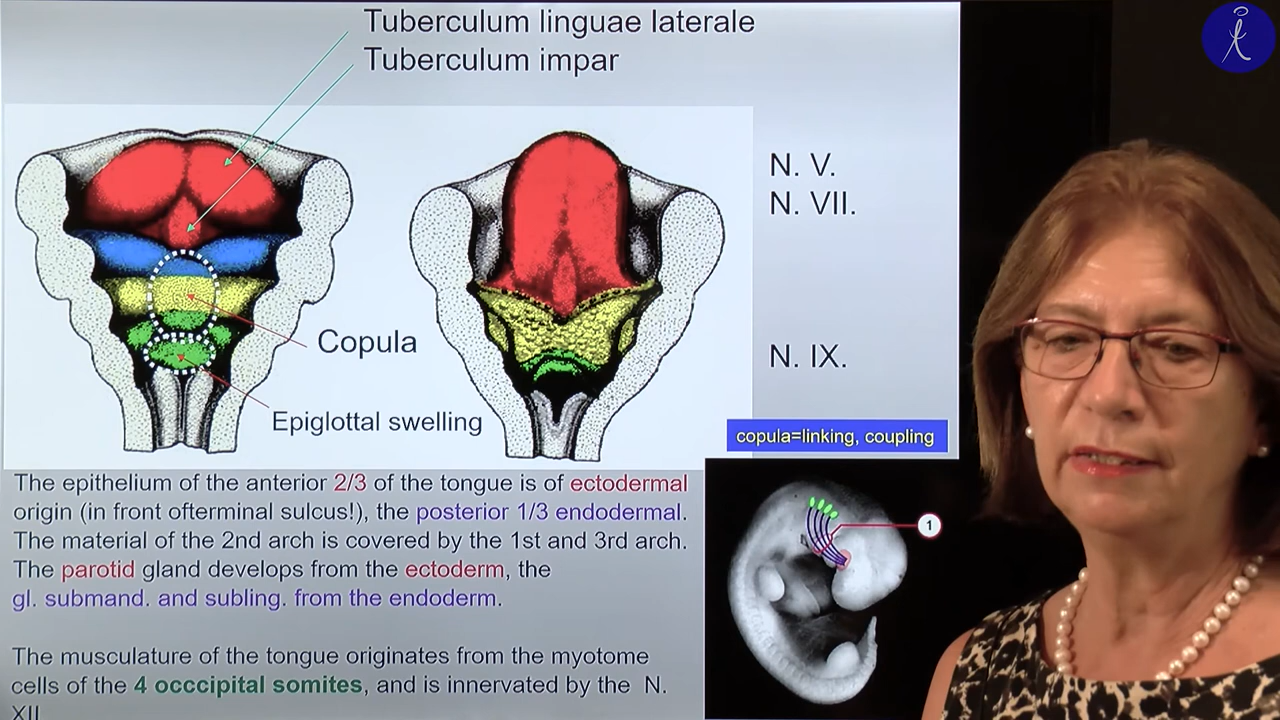 Tuberculum linguae laterale
Tuberculum impar
N. V.
N. VII.
Copula
N. IX.
Epiglottal swelling
copula=linking, coupling
The epithelium of the anterior 2/3 of the tongue is of ectodermal
origin (in front ofterminal sulcus!), the posterior 1/3 endodermal.
The material of the 2nd arch is covered by the 1st and 3rd arch.
The parotid gland develops from the ectoderm, the
gl. submand. and subling. from the endoderm.
1
The musculature of the tongue originates from the myotome
cells of the 4 occcipital somites, and is innervated by the N.
XII